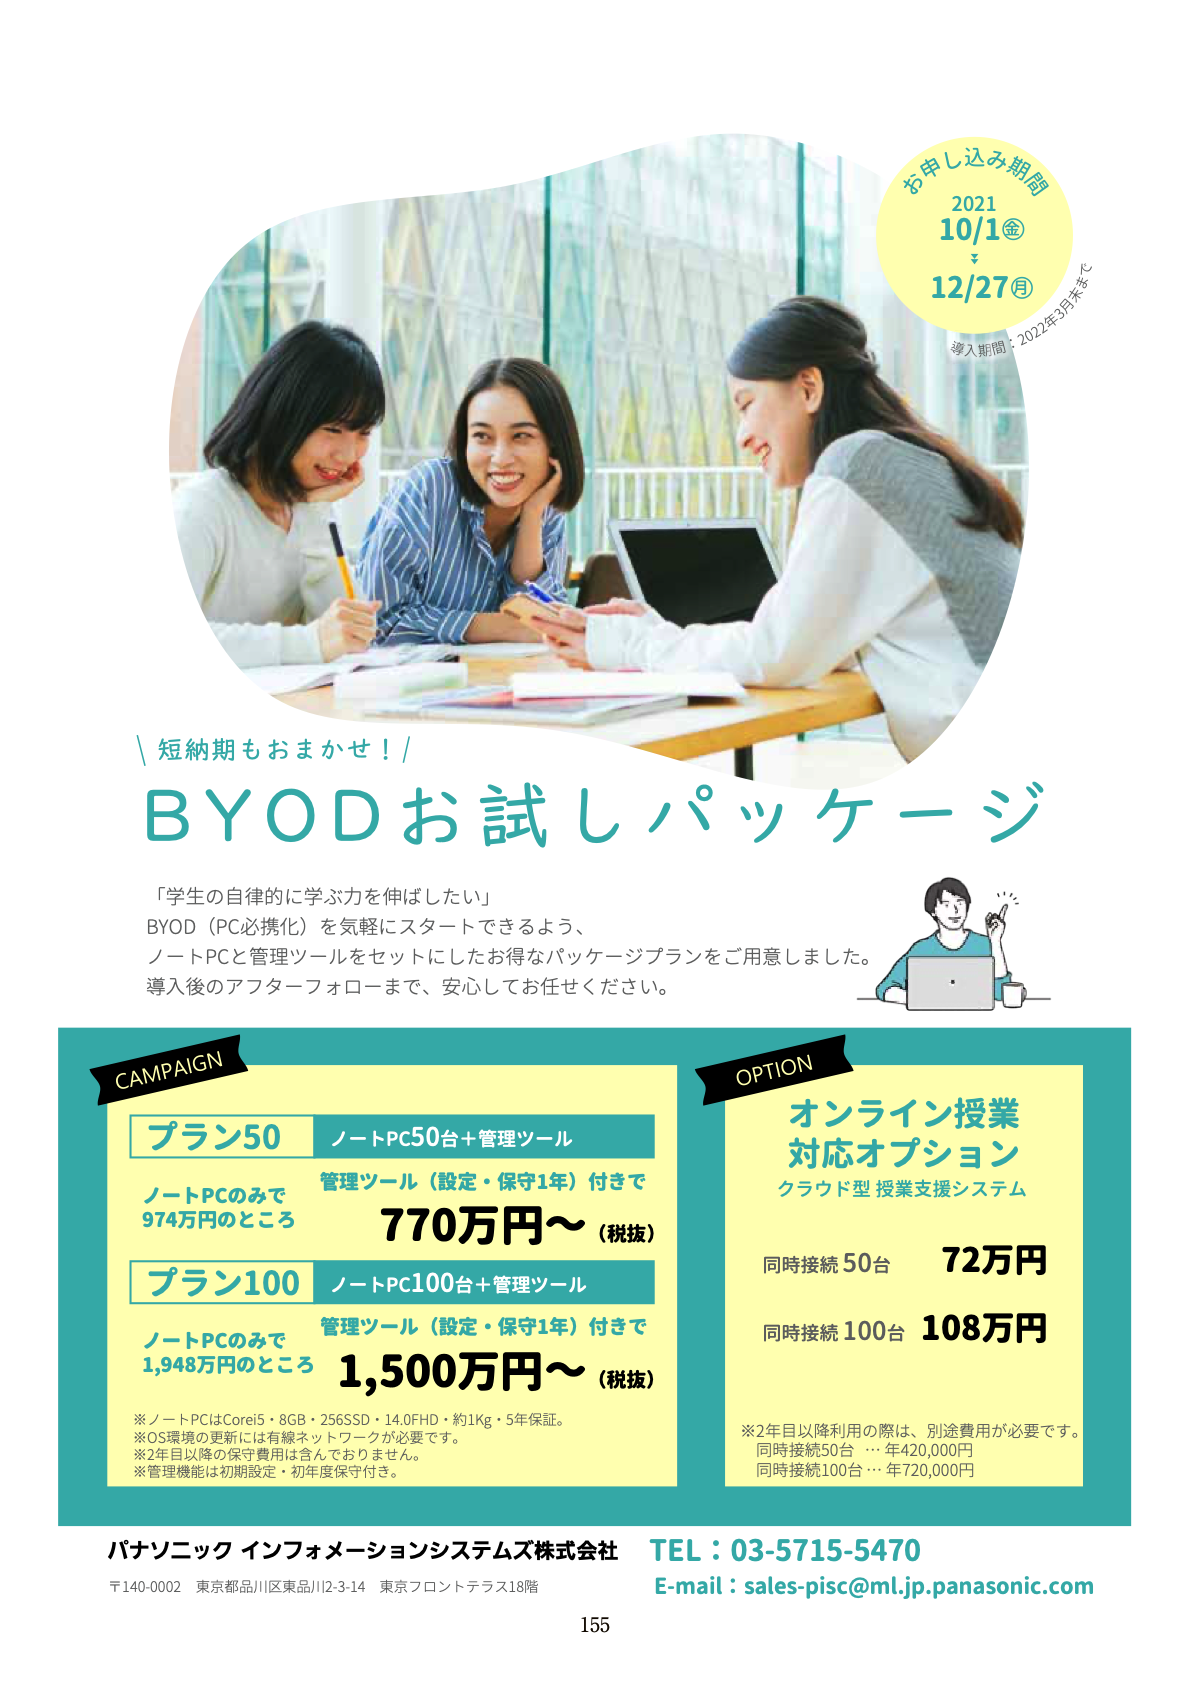 お申し込み期間
2021
10/1㊎
12/27㊊
導入期間：2022年3月末まで
\ 短納期もおまかせ！/
BYODお試しパッケージ
「学生の自律的に学ぶ力を伸ばしたい」
BYOD（PC必携化）を気軽にスタートできるよう、
ノートPCと管理ツールをセットにしたお得なパッケージプランをご用意しました。
導入後のアフターフォローまで、安心してお任せください。
CAMPAIGN
プラン50 ノートPC50台＋管理ツール
ノートPCのみで
974万円のところ
管理ツール（設定・保守1年）付きで
770万円～（税抜）
プラン100 ノートPC100台＋管理ツール
ノートPCのみで
1,948万円のところ
管理ツール（設定・保守1年）付きで
1,500万円～（税抜）
※ノートPCはCorei5・8GB・256SSD・14.0FHD・約1Kg・5年保証。
※OS環境の更新には有線ネットワークが必要です。
※2年目以降の保守費用は含んでおりません。
※管理機能は初期設定・初年度保守付き。
OPTION
オンライン授業
対応オプション
クラウド型 授業支援システム
同時接続 50台 72万円
同時接続 100台 108万円
※2年目以降利用の際は、別途費用が必要です。
同時接続50台 … 年420,000円
同時接続100台 … 年720,000円
パナソニック インフォメーションシステムズ株式会社
〒140-0002 東京都品川区東品川2-3-14 東京フロントテラス18階
TEL：03-5715-5470
E-mail：sales-pisc@ml.jp.panasonic.com
155